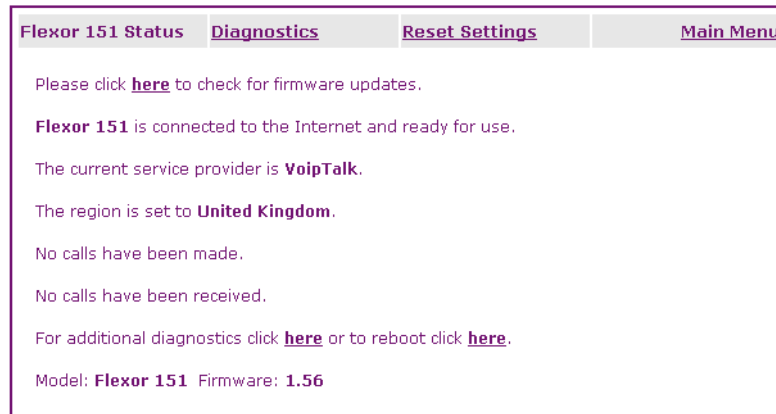 Flexor 151 Status Diagnostics Reset Settings Main Menu
Please click here to check for firmware updates.
Flexor 151 is connected to the Internet and ready for use.
The current service provider is VoipTalk.
The region is set to United Kingdom.
No calls have been made.
No calls have been received.
For additional diagnostics click here or to reboot click here.
Model: Flexor 151 Firmware: 1.56